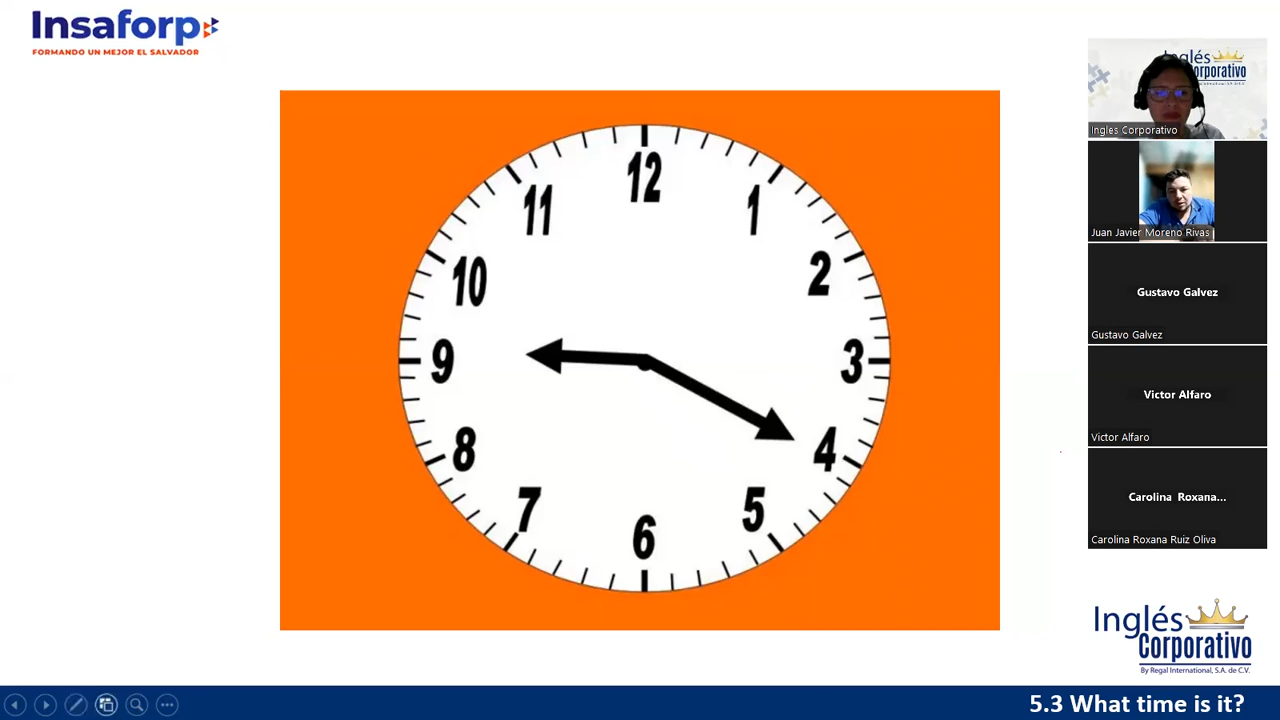 Insaforp
FORMANDO UN MEJOR EL SALVADOR
12
11
1
10
2
9
3
8
4
7
5
6
Inglés
Corporativo
Ingles Corporativo
Juan Javier Moreno Rivas
Gustavo Galvez
Gustavo Galvez
Victor Alfaro
Victor Alfaro
Carolina Roxana...
Carolina Roxana Ruiz Oliva
Inglés
Corporativo
By Regal International, S.A. de C.V.
5.3 What time is it?